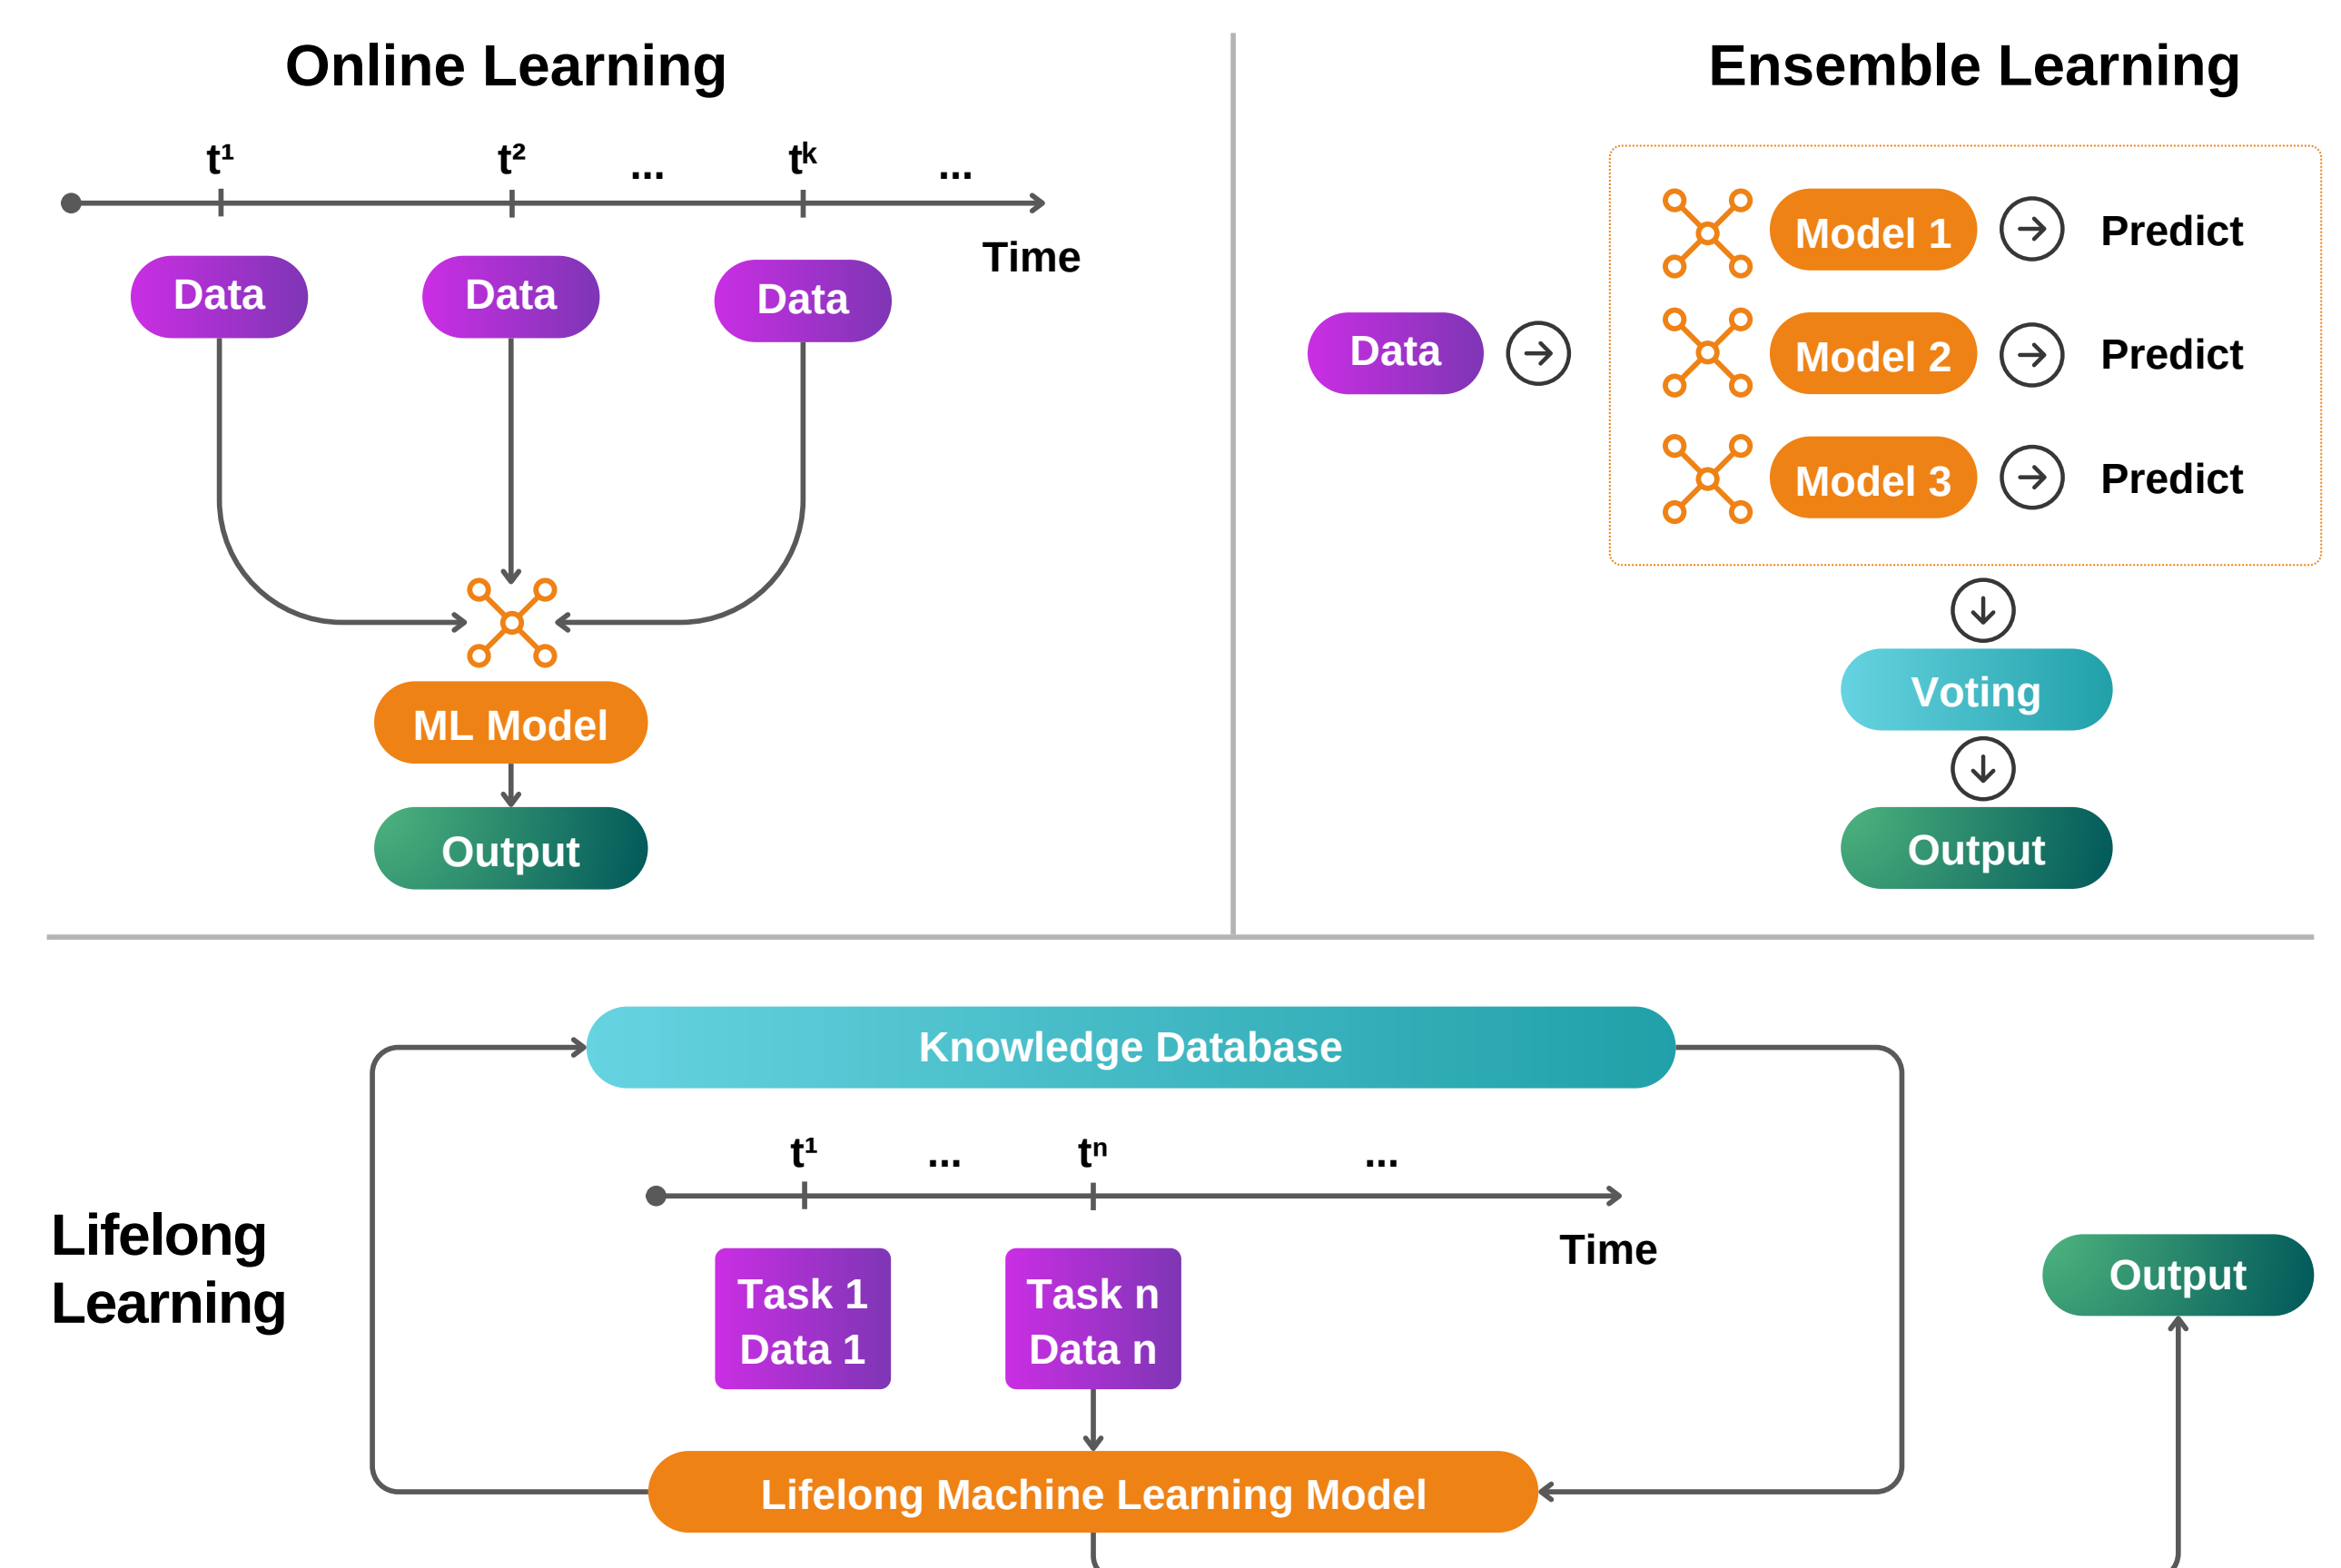 Online Learning
t¹ t² ... tᵏ ...
Time
Data Data Data
ML Model
Output
Ensemble Learning
Data
Model 1 Predict
Model 2 Predict
Model 3 Predict
Voting
Output
Lifelong
Learning
Knowledge Database
t¹ ... tⁿ ...
Time
Task 1
Data 1
Task n
Data n
Lifelong Machine Learning Model
Output